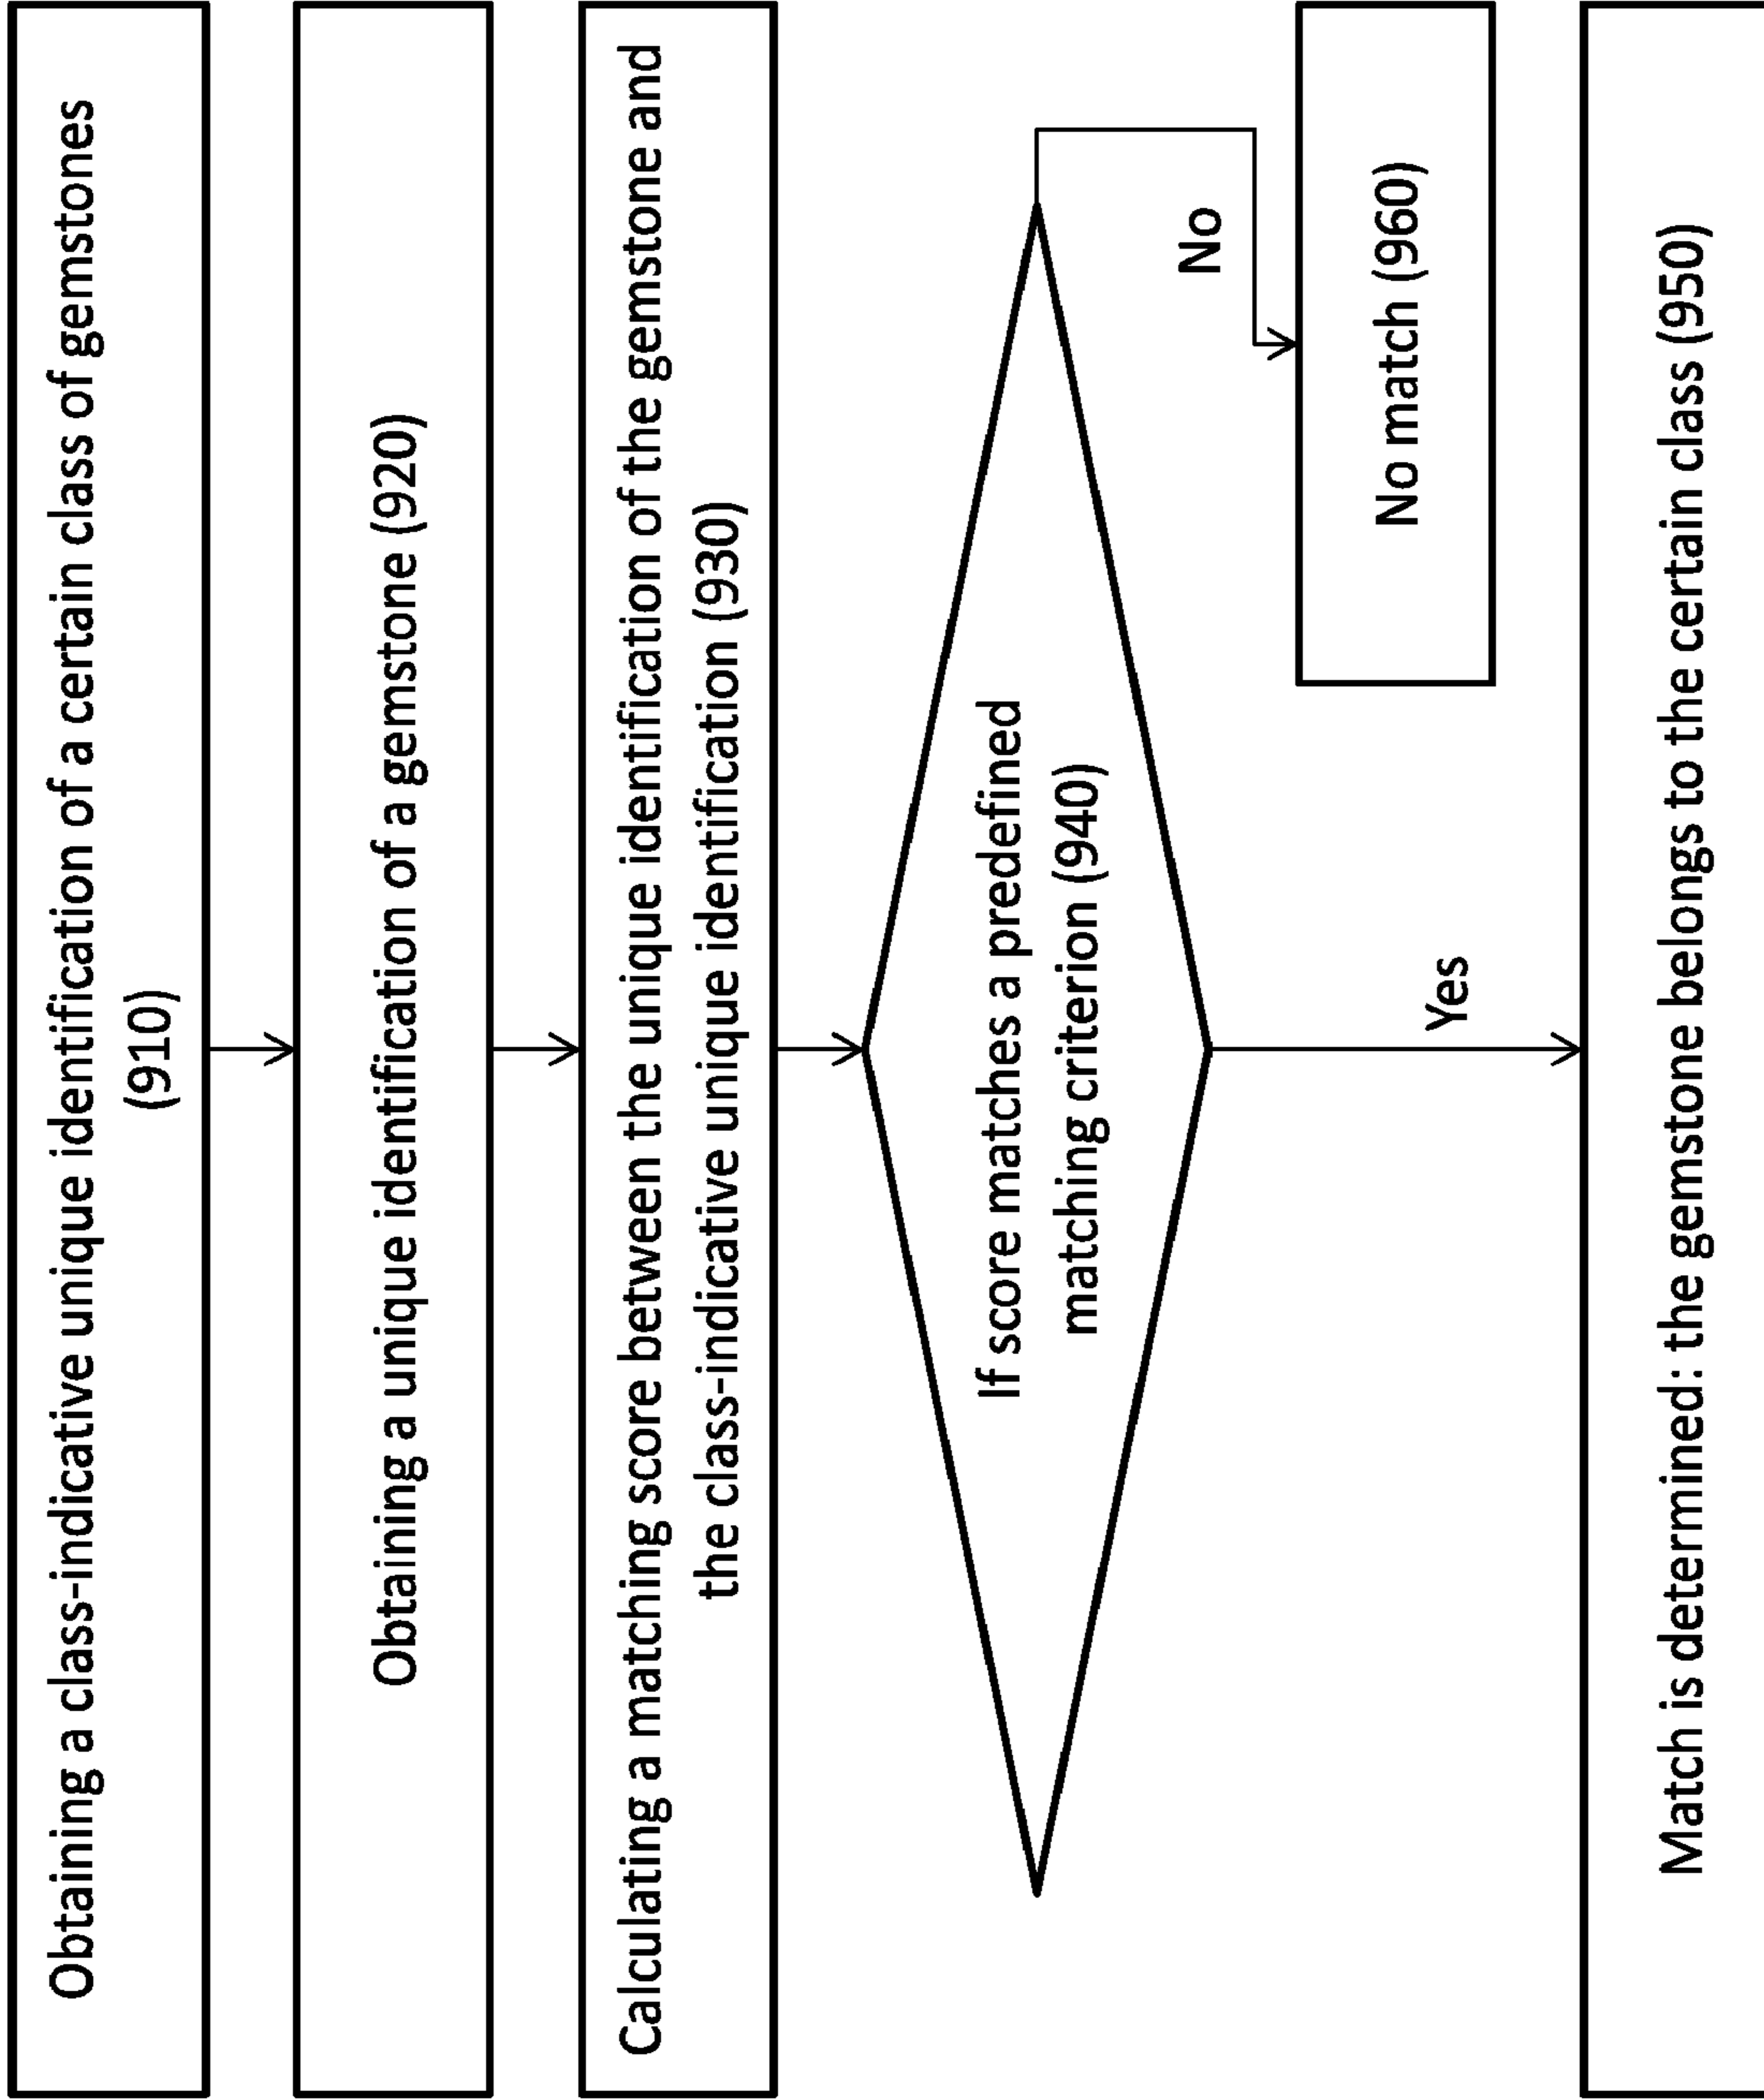 Obtaining a class-indicative unique identification of a certain class of gemstones
(910)
Obtaining a unique identification of a gemstone (920)
Calculating a matching score between the unique identification of the gemstone and
the class-indicative unique identification (930)
If score matches a predefined
matching criterion (940)
No
No match (960)
Yes
Match is determined: the gemstone belongs to the certain class (950)